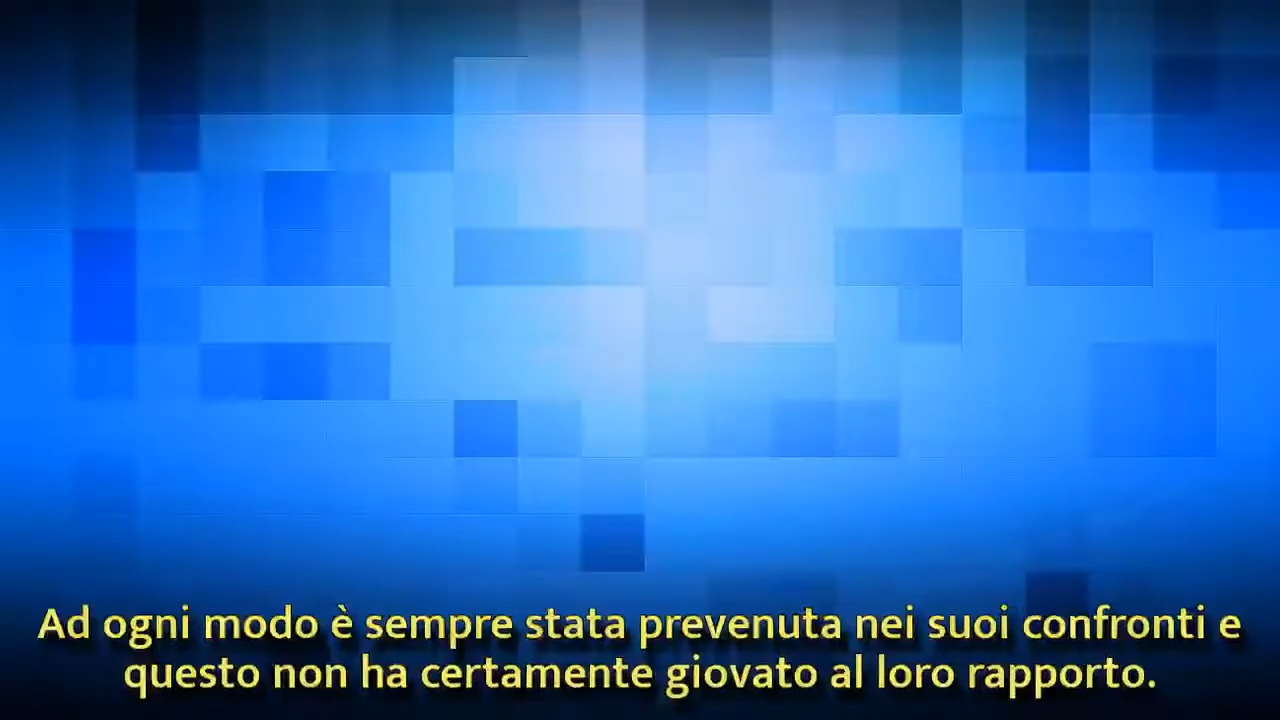 Ad ogni modo è sempre stata prevenuta nei suoi confronti e
questo non ha certamente giovato al loro rapporto.